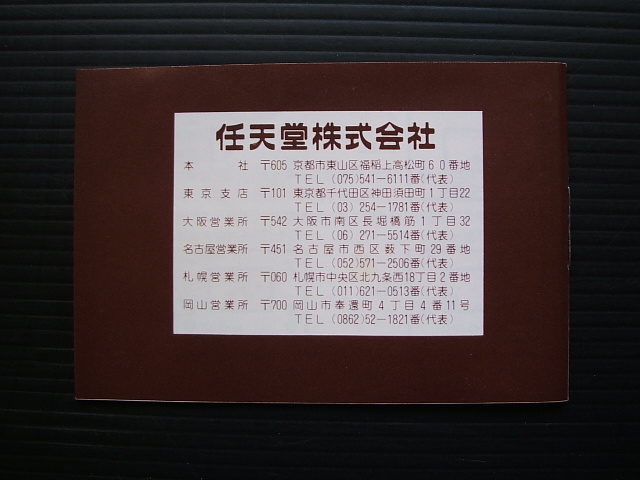 任天堂株式会社
本社 〒605 京都市東山区福稲上高松町60番地
TEL (075)541-6111番(代表)
東京支店 〒101 東京都千代田区神田須田町1丁目22
TEL (03) 254-1781番(代表)
大阪営業所 〒542 大阪市南区長堀橋筋1丁目32
TEL (06) 271-5514番(代表)
名古屋営業所 〒451 名古屋市西区薮下町29番地
TEL (052)571-2506番(代表)
札幌営業所 〒060 札幌市中央区北九条西18丁目2番地
TEL (011)621-0513番(代表)
岡山営業所 〒700 岡山市奉還町4丁目4番11号
TEL (0862)52-1821番(代表)